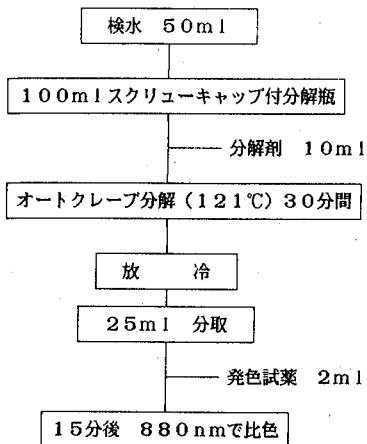 検水 50ml
100mlスクリューキャップ付分解瓶
分解剤 10ml
オートクレーブ分解(121℃)30分間
放 冷
25ml 分取
発色試薬 2ml
15分後 880nmで比色